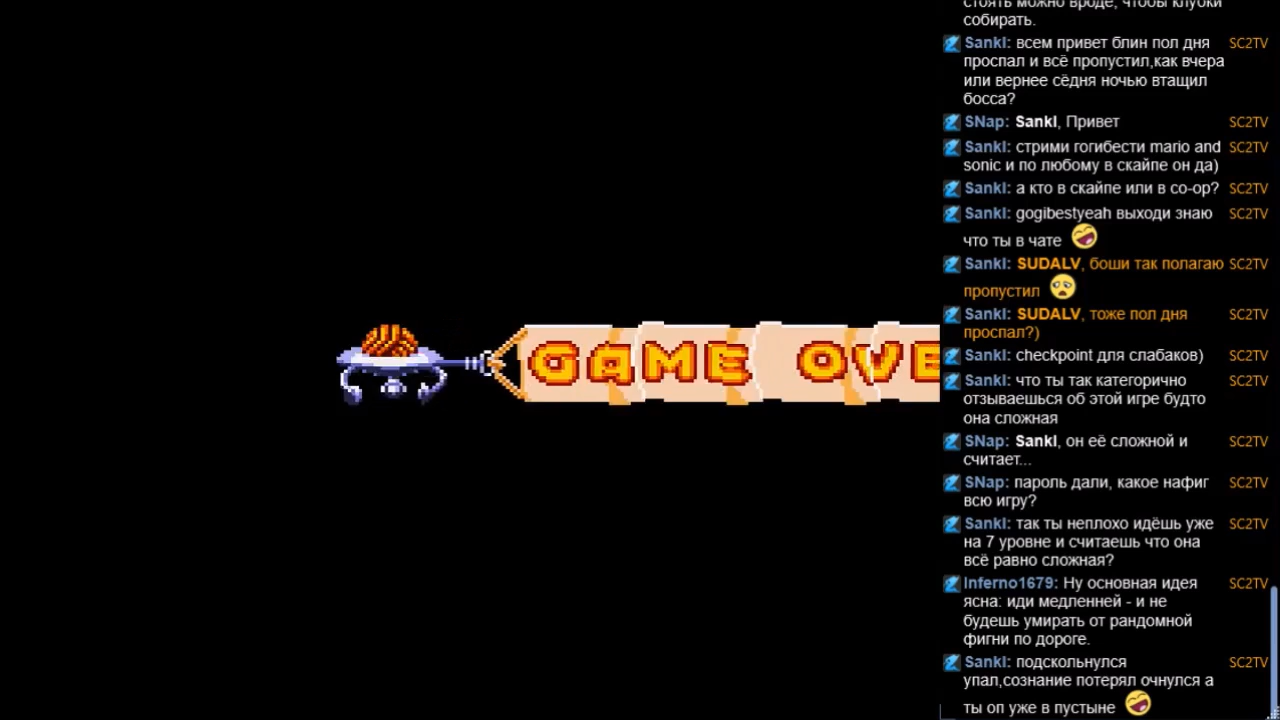 стоять можно вроде, чтобы клубки
собирать.
Sankl: всем привет блин пол дня SC2TV
проспал и всё пропустил,как вчера
или вернее сёдня ночью втащил
босса?
SNap: Sankl, Привет SC2TV
Sankl: стрими гогибести mario and SC2TV
sonic и по любому в скайпе он да)
Sankl: а кто в скайпе или в co-op? SC2TV
Sankl: gogibestyeah выходи знаю SC2TV
что ты в чате
Sankl: SUDALV, боши так полагаю SC2TV
пропустил
Sankl: SUDALV, тоже пол дня SC2TV
проспал?)
Sankl: checkpoint для слабаков) SC2TV
Sankl: что ты так категорично SC2TV
отзываешься об этой игре будто
она сложная
SNap: Sankl, он её сложной и SC2TV
считает...
SNap: пароль дали, какое нафиг SC2TV
всю игру?
Sankl: так ты неплохо идёшь уже SC2TV
на 7 уровне и считаешь что она
всё равно сложная?
Inferno1679: Ну основная идея SC2TV
ясна: иди медленней - и не
будешь умирать от рандомной
фигни по дороге.
Sankl: подскользнулся SC2TV
упал,сознание потерял очнулся а
ты оп уже в пустыне
GAME OVE